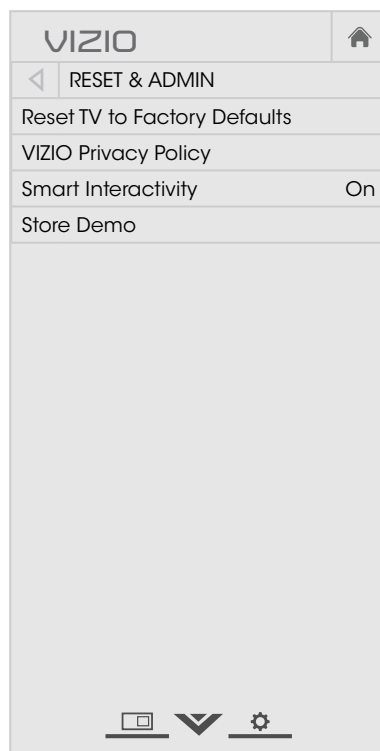 VIZIO
RESET & ADMIN
Reset TV to Factory Defaults
VIZIO Privacy Policy
Smart Interactivity On
Store Demo